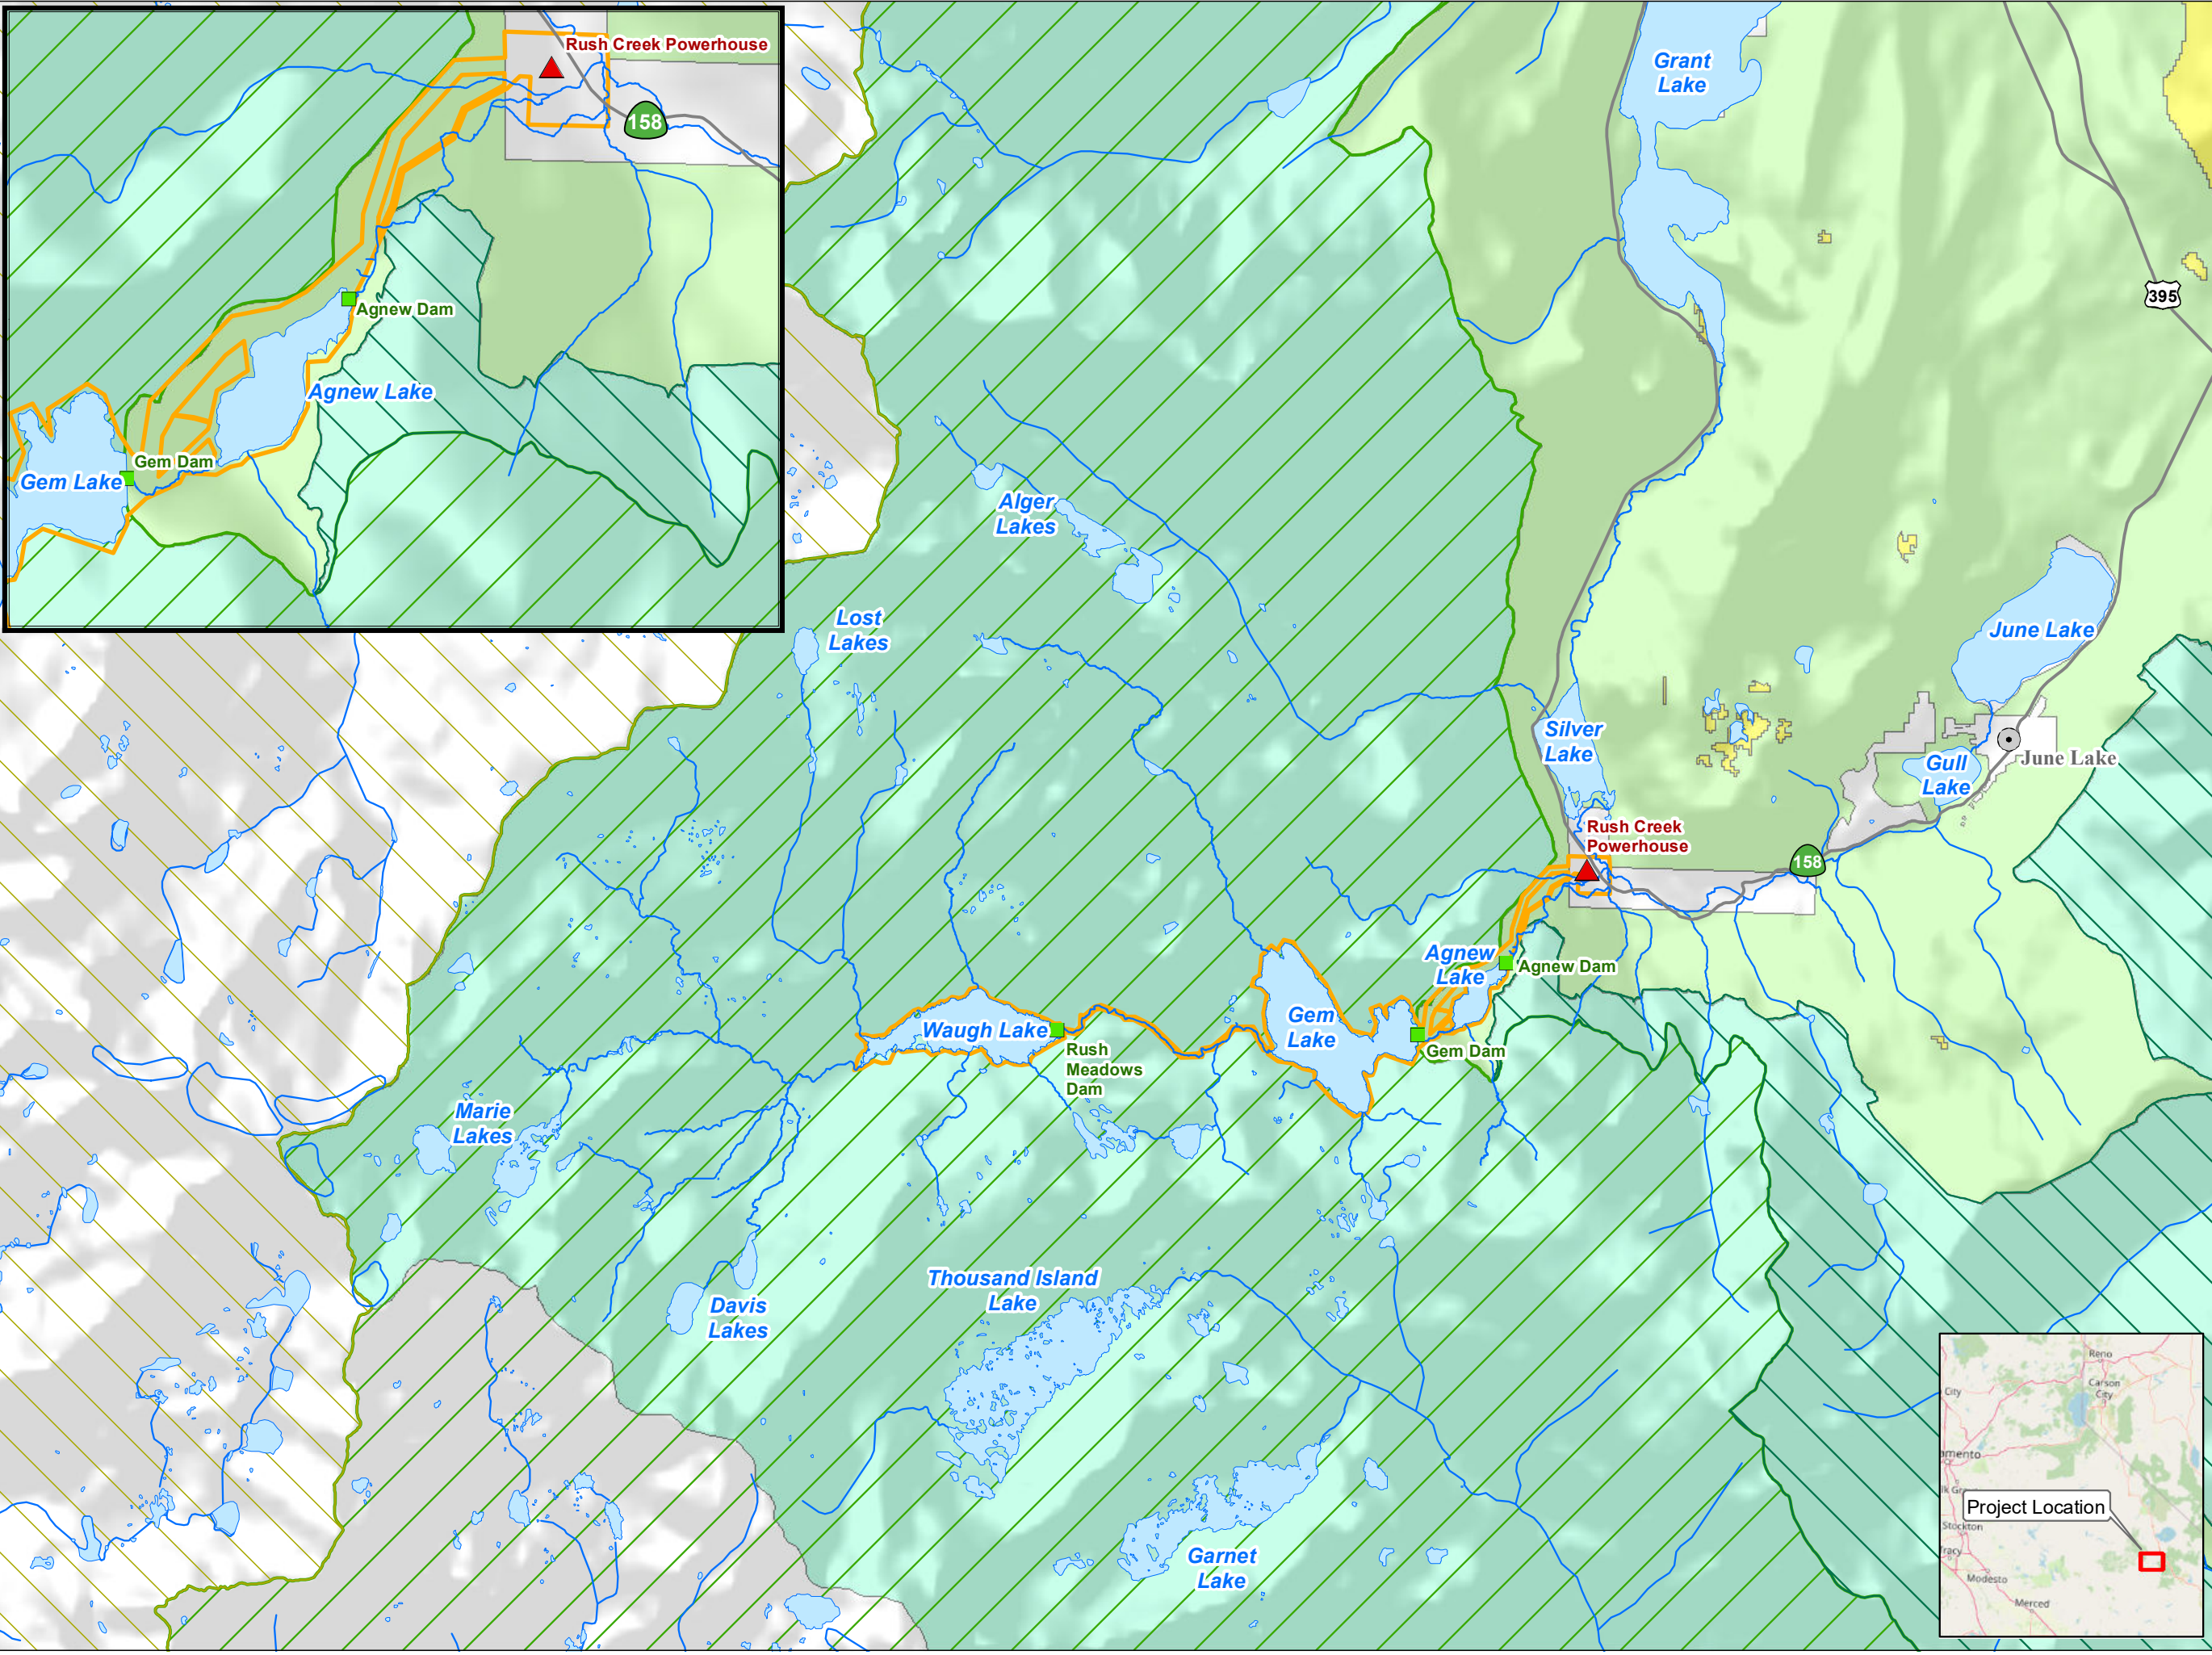 Rush Creek Powerhouse
158
Agnew Dam
Agnew Lake
Gem Dam
Gem Lake
Grant
Lake
395
Alger
Lakes
Lost
Lakes
June Lake
Silver
Lake
Gull
Lake
June Lake
Rush Creek
Powerhouse
158
Agnew
Lake
Agnew Dam
Waugh Lake
Rush
Meadows
Dam
Gem
Lake
Gem Dam
Marie
Lakes
Davis
Lakes
Thousand Island
Lake
Garnet
Lake
Reno
Carson
City
City
amento
Project Location
Stockton
Modesto
Merced